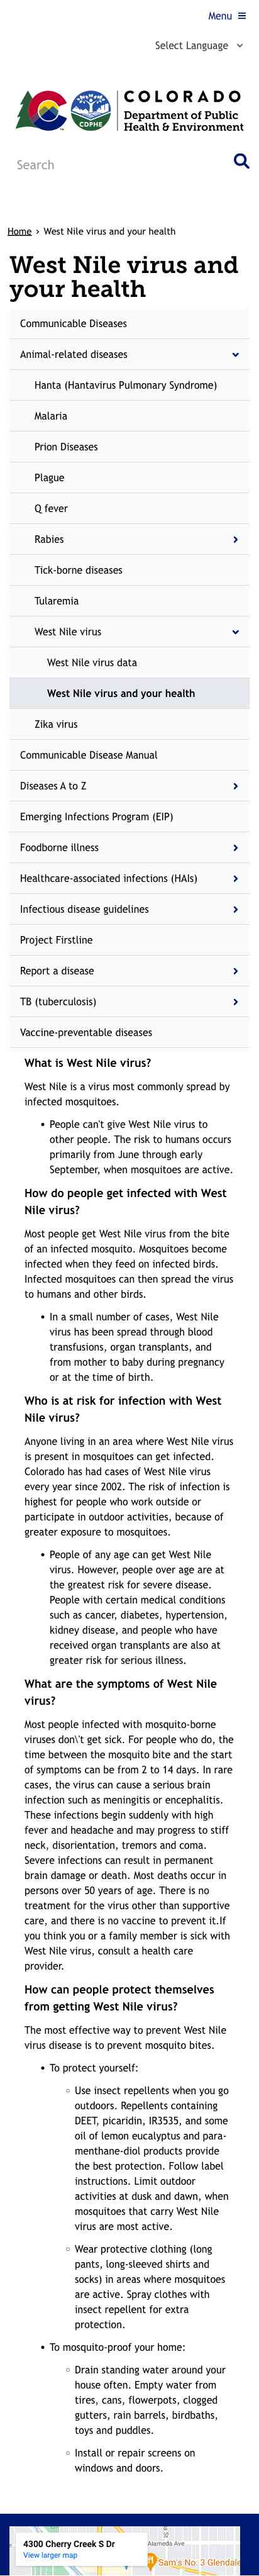 Menu
Select Language
COLORADO
Department of Public
Health & Environment
CDPHE
Search
Home › West Nile virus and your health
West Nile virus and
your health
Communicable Diseases
Animal-related diseases
Hanta (Hantavirus Pulmonary Syndrome)
Malaria
Prion Diseases
Plague
Q fever
Rabies
Tick-borne diseases
Tularemia
West Nile virus
West Nile virus data
West Nile virus and your health
Zika virus
Communicable Disease Manual
Diseases A to Z
Emerging Infections Program (EIP)
Foodborne illness
Healthcare-associated infections (HAIs)
Infectious disease guidelines
Project Firstline
Report a disease
TB (tuberculosis)
Vaccine-preventable diseases
What is West Nile virus?
West Nile is a virus most commonly spread by
infected mosquitoes.
• People can't give West Nile virus to
other people. The risk to humans occurs
primarily from June through early
September, when mosquitoes are active.
How do people get infected with West
Nile virus?
Most people get West Nile virus from the bite
of an infected mosquito. Mosquitoes become
infected when they feed on infected birds.
Infected mosquitoes can then spread the virus
to humans and other birds.
• In a small number of cases, West Nile
virus has been spread through blood
transfusions, organ transplants, and
from mother to baby during pregnancy
or at the time of birth.
Who is at risk for infection with West
Nile virus?
Anyone living in an area where West Nile virus
is present in mosquitoes can get infected.
Colorado has had cases of West Nile virus
every year since 2002. The risk of infection is
highest for people who work outside or
participate in outdoor activities, because of
greater exposure to mosquitoes.
• People of any age can get West Nile
virus. However, people over age are at
the greatest risk for severe disease.
People with certain medical conditions
such as cancer, diabetes, hypertension,
kidney disease, and people who have
received organ transplants are also at
greater risk for serious illness.
What are the symptoms of West Nile
virus?
Most people infected with mosquito-borne
viruses don\'t get sick. For people who do, the
time between the mosquito bite and the start
of symptoms can be from 2 to 14 days. In rare
cases, the virus can cause a serious brain
infection such as meningitis or encephalitis.
These infections begin suddenly with high
fever and headache and may progress to stiff
neck, disorientation, tremors and coma.
Severe infections can result in permanent
brain damage or death. Most deaths occur in
persons over 50 years of age. There is no
treatment for the virus other than supportive
care, and there is no vaccine to prevent it.If
you think you or a family member is sick with
West Nile virus, consult a health care
provider.
How can people protect themselves
from getting West Nile virus?
The most effective way to prevent West Nile
virus disease is to prevent mosquito bites.
• To protect yourself:
◦ Use insect repellents when you go
outdoors. Repellents containing
DEET, picaridin, IR3535, and some
oil of lemon eucalyptus and para-
menthane-diol products provide
the best protection. Follow label
instructions. Limit outdoor
activities at dusk and dawn, when
mosquitoes that carry West Nile
virus are most active.
◦ Wear protective clothing (long
pants, long-sleeved shirts and
socks) in areas where mosquitoes
are active. Spray clothes with
insect repellent for extra
protection.
• To mosquito-proof your home:
◦ Drain standing water around your
house often. Empty water from
tires, cans, flowerpots, clogged
gutters, rain barrels, birdbaths,
toys and puddles.
◦ Install or repair screens on
windows and doors.
4300 Cherry Creek S Dr
View larger map
Alameda Ave
Sam's No. 3 Glendale